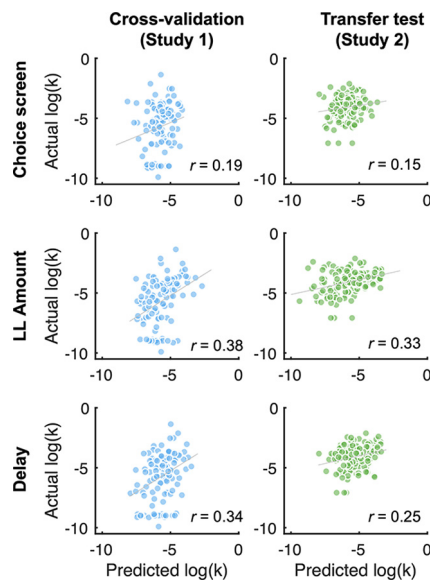 Cross-validation Transfer test
(Study 1) (Study 2)
Choice screen
Actual log(k)
0
-5
-10
r = 0.19
-10 -5 0
0
-5
-10
r = 0.15
-10 -5 0
LL Amount
Actual log(k)
0
-5
-10
r = 0.38
-10 -5 0
0
-5
-10
r = 0.33
-10 -5 0
Delay
Actual log(k)
0
-5
-10
r = 0.34
-10 -5 0
0
-5
-10
r = 0.25
-10 -5 0
Predicted log(k) Predicted log(k)